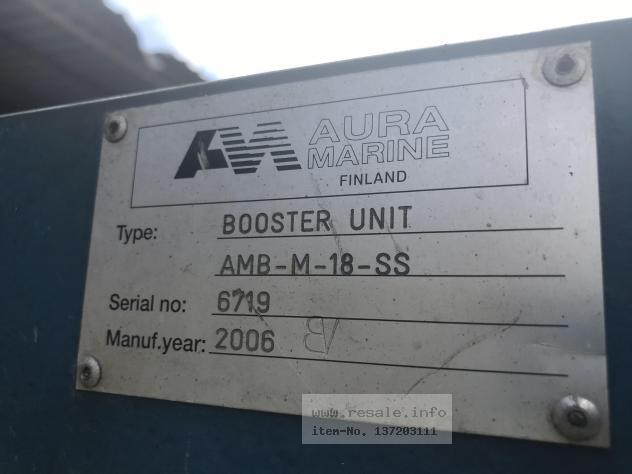 AURA
MARINE
FINLAND
Type: BOOSTER UNIT
AMB-M-18-SS
Serial no: 6719
Manuf.year: 2006
www.resale.info
item-No. 137203111